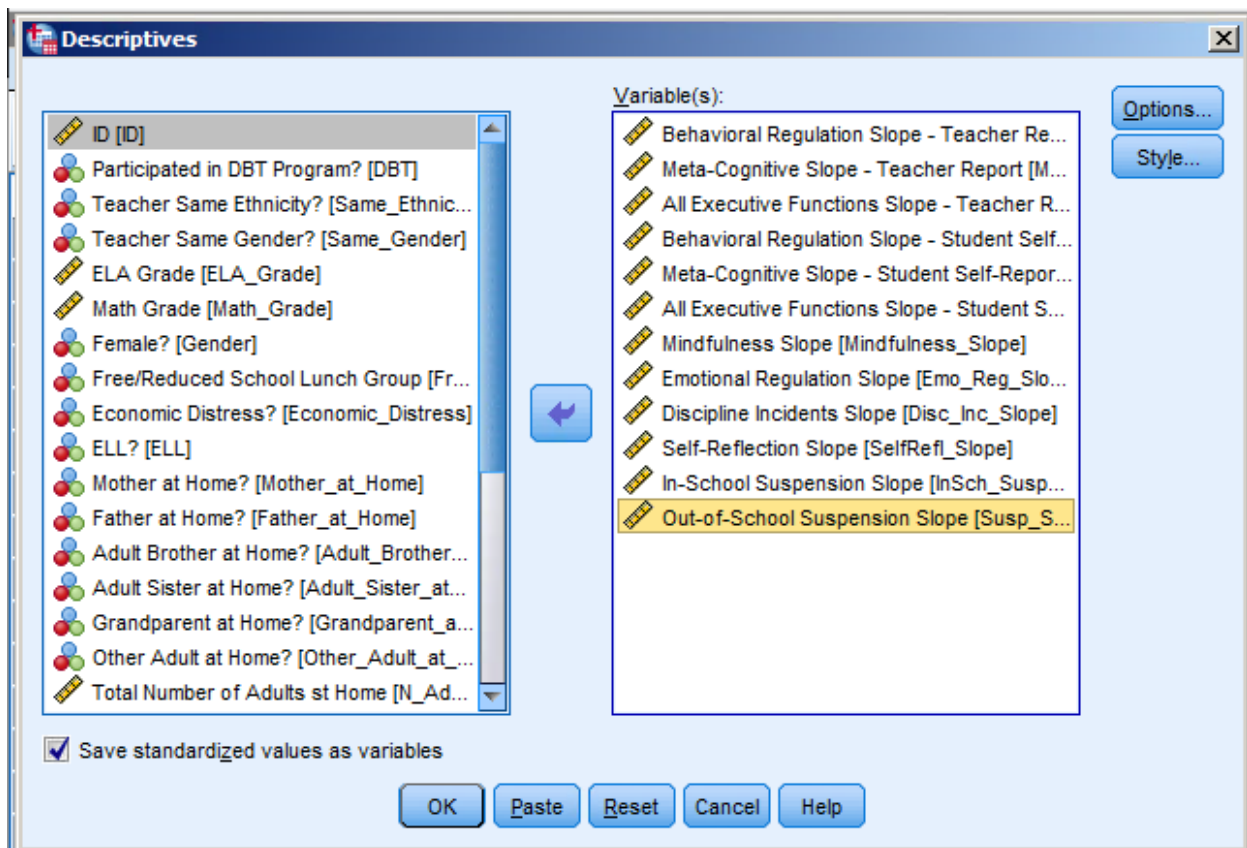 Descriptives
ID [ID]
Participated in DBT Program? [DBT]
Teacher Same Ethnicity? [Same_Ethnic...
Teacher Same Gender? [Same_Gender]
ELA Grade [ELA_Grade]
Math Grade [Math_Grade]
Female? [Gender]
Free/Reduced School Lunch Group [Fr...
Economic Distress? [Economic_Distress]
ELL? [ELL]
Mother at Home? [Mother_at_Home]
Father at Home? [Father_at_Home]
Adult Brother at Home? [Adult_Brother...
Adult Sister at Home? [Adult_Sister_at...
Grandparent at Home? [Grandparent_a...
Other Adult at Home? [Other_Adult_at_...
Total Number of Adults st Home [N_Ad...
Variable(s):
Behavioral Regulation Slope - Teacher Re...
Meta-Cognitive Slope - Teacher Report [M...
All Executive Functions Slope - Teacher R...
Behavioral Regulation Slope - Student Self...
Meta-Cognitive Slope - Student Self-Repor...
All Executive Functions Slope - Student S...
Mindfulness Slope [Mindfulness_Slope]
Emotional Regulation Slope [Emo_Reg_Slo...
Discipline Incidents Slope [Disc_Inc_Slope]
Self-Reflection Slope [SelfRefl_Slope]
In-School Suspension Slope [InSch_Susp...
Out-of-School Suspension Slope [Susp_S...
Options...
Style...
Save standardized values as variables
OK Paste Reset Cancel Help